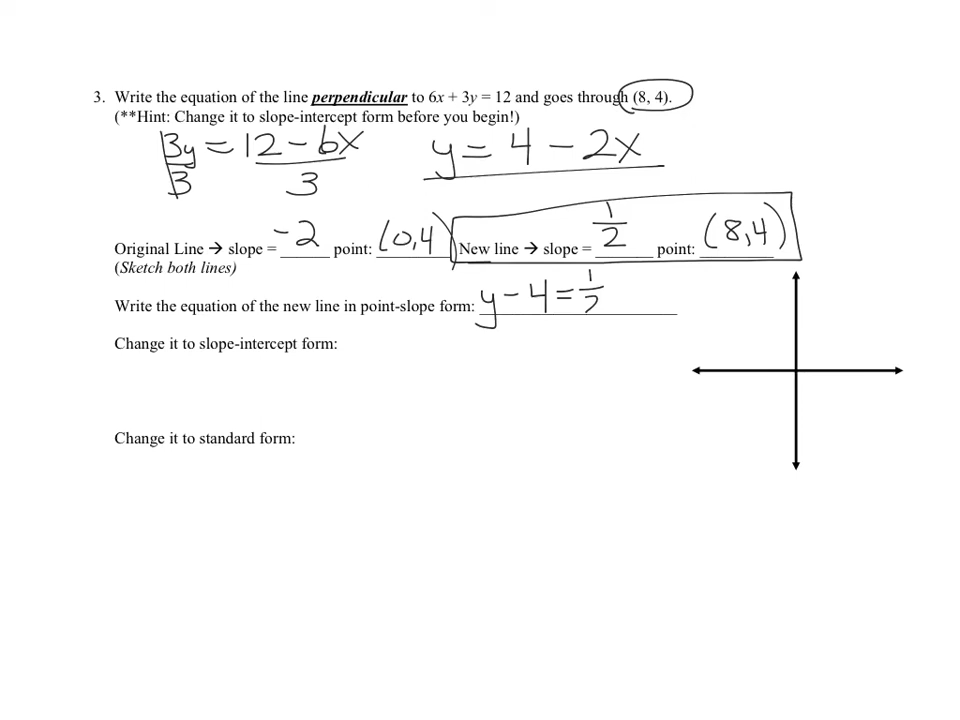 3. Write the equation of the line perpendicular to 6x + 3y = 12 and goes through (8, 4).
(**Hint: Change it to slope-intercept form before you begin!)
3y = 12 - 6x y = 4 - 2x
3 3
Original Line → slope = -2 point: (0,4) New line → slope = 1/2 point: (8,4)
(Sketch both lines)
Write the equation of the new line in point-slope form: y - 4 = 1/2
Change it to slope-intercept form:
Change it to standard form: